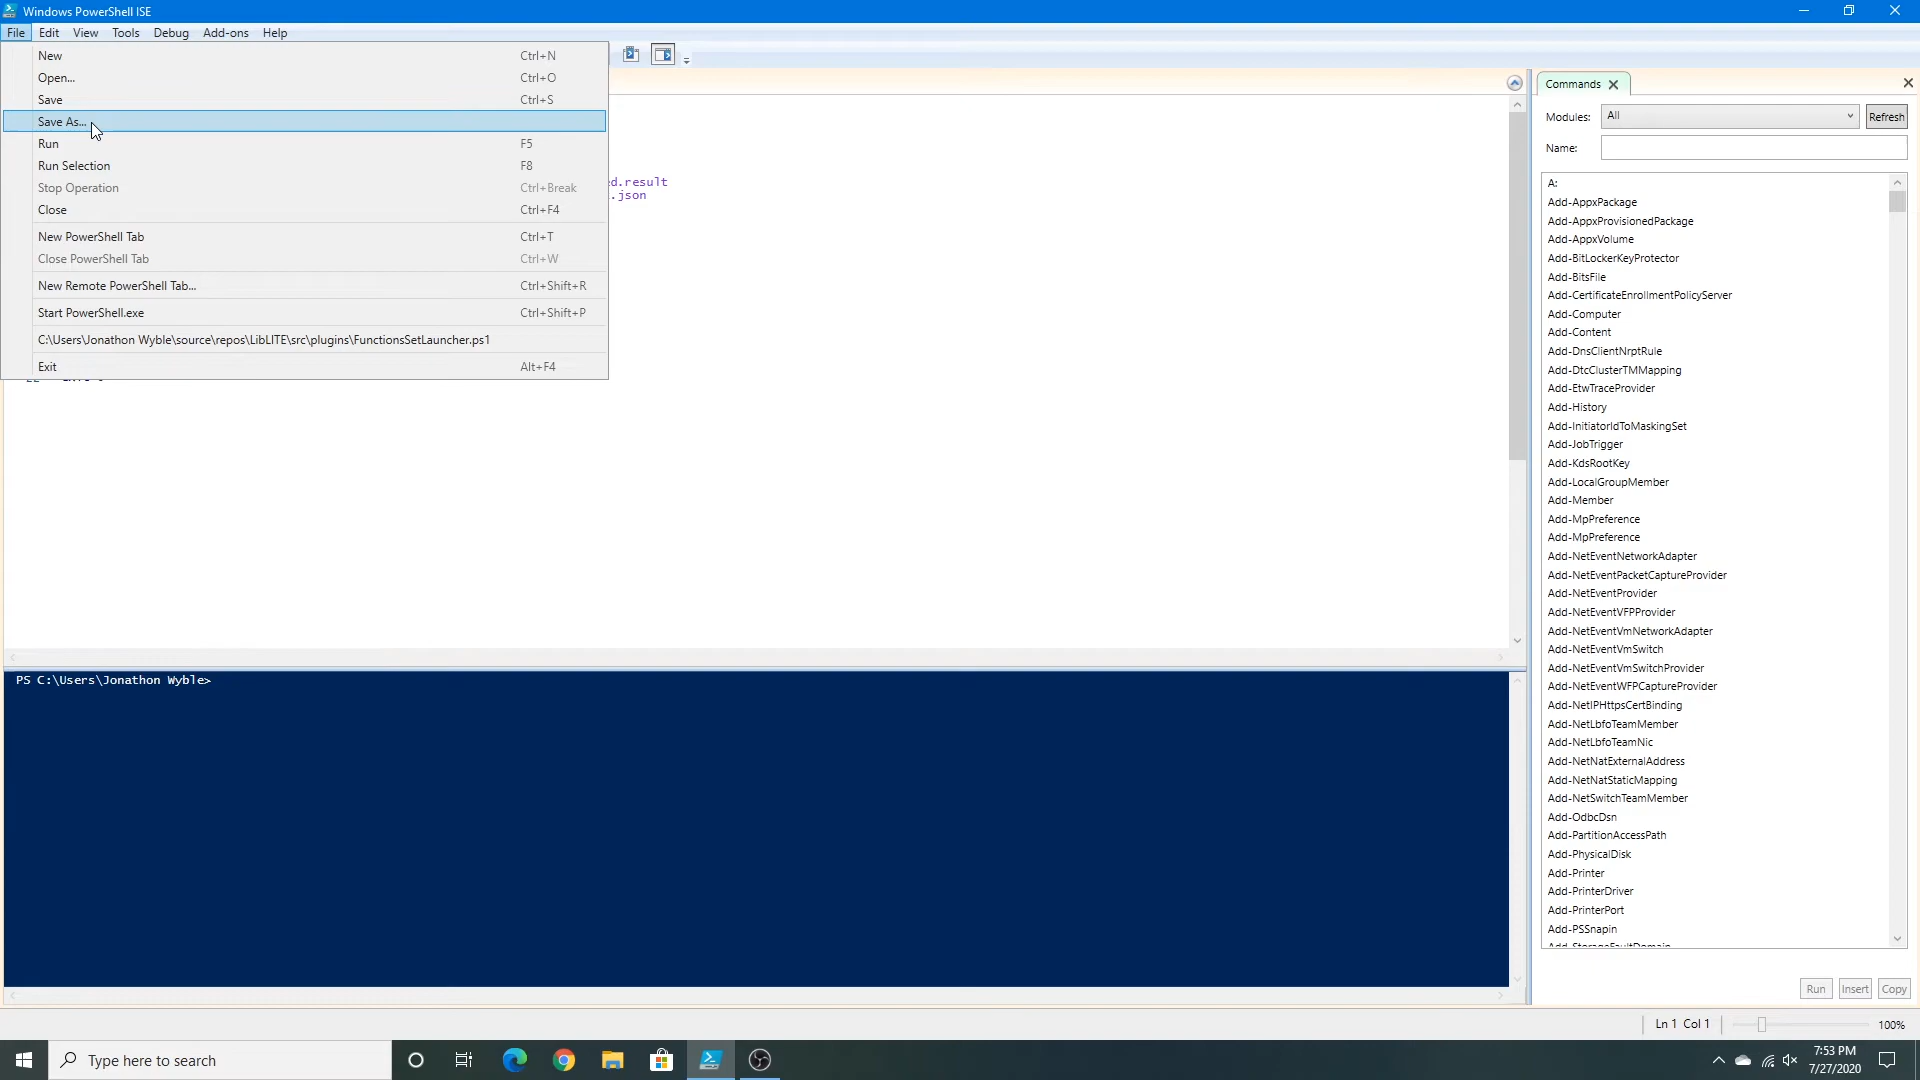 Windows PowerShell ISE
File Edit View Tools Debug Add-ons Help
New Ctrl+N
Open... Ctrl+O
Save Ctrl+S
Save As...
Run F5
Run Selection F8
Stop Operation Ctrl+Break
Close Ctrl+F4
New PowerShell Tab Ctrl+T
Close PowerShell Tab Ctrl+W
New Remote PowerShell Tab... Ctrl+Shift+R
Start PowerShell.exe Ctrl+Shift+P
C:\Users\Jonathon Wyble\source\repos\LibLITE\src\plugins\FunctionsSetLauncher.ps1
Exit Alt+F4
d.result
.json
PS C:\Users\Jonathon Wyble>
Commands
Modules: All Refresh
Name:
A:
Add-AppxPackage
Add-AppxProvisionedPackage
Add-AppxVolume
Add-BitLockerKeyProtector
Add-BitsFile
Add-CertificateEnrollmentPolicyServer
Add-Computer
Add-Content
Add-DnsClientNrptRule
Add-DtcClusterTMMapping
Add-EtwTraceProvider
Add-History
Add-InitiatorIdToMaskingSet
Add-JobTrigger
Add-KdsRootKey
Add-LocalGroupMember
Add-Member
Add-MpPreference
Add-MpPreference
Add-NetEventNetworkAdapter
Add-NetEventPacketCaptureProvider
Add-NetEventProvider
Add-NetEventVFPProvider
Add-NetEventVmNetworkAdapter
Add-NetEventVmSwitch
Add-NetEventVmSwitchProvider
Add-NetEventWFPCaptureProvider
Add-NetIPHttpsCertBinding
Add-NetLbfoTeamMember
Add-NetLbfoTeamNic
Add-NetNatExternalAddress
Add-NetNatStaticMapping
Add-NetSwitchTeamMember
Add-OdbcDsn
Add-PartitionAccessPath
Add-PhysicalDisk
Add-Printer
Add-PrinterDriver
Add-PrinterPort
Add-PSSnapin
Add-StorageFaultDomain
Run Insert Copy
Ln 1 Col 1 100%
Type here to search
7:53 PM
7/27/2020